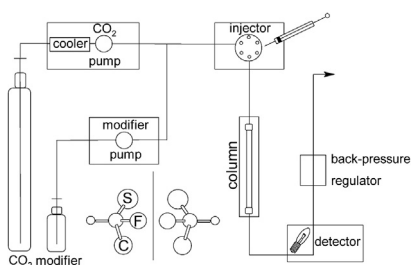 CO2
cooler
pump
injector
modifier
pump
column
S
F
C
back-pressure
regulator
detector
CO2 modifier